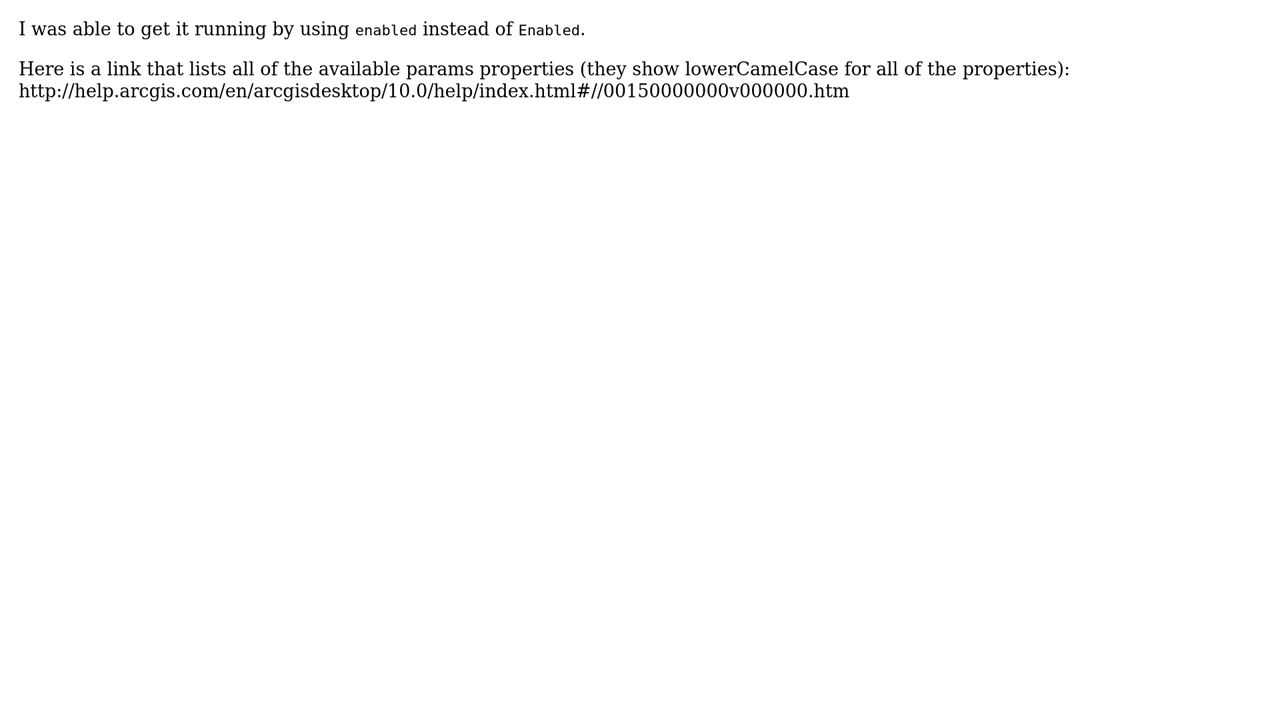 I was able to get it running by using enabled instead of Enabled.
Here is a link that lists all of the available params properties (they show lowerCamelCase for all of the properties):
http://help.arcgis.com/en/arcgisdesktop/10.0/help/index.html#//00150000000v000000.htm